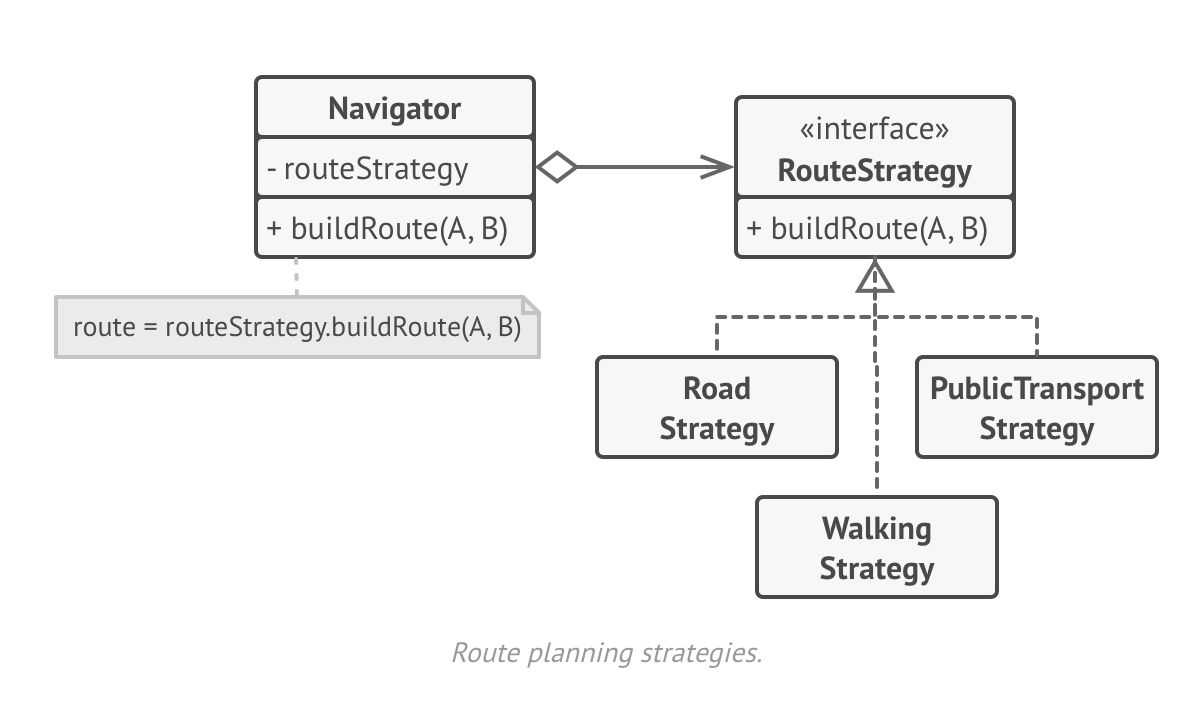 Navigator
- routeStrategy
+ buildRoute(A, B)
route = routeStrategy.buildRoute(A, B)
«interface»
RouteStrategy
+ buildRoute(A, B)
Road
Strategy
PublicTransport
Strategy
Walking
Strategy
Route planning strategies.